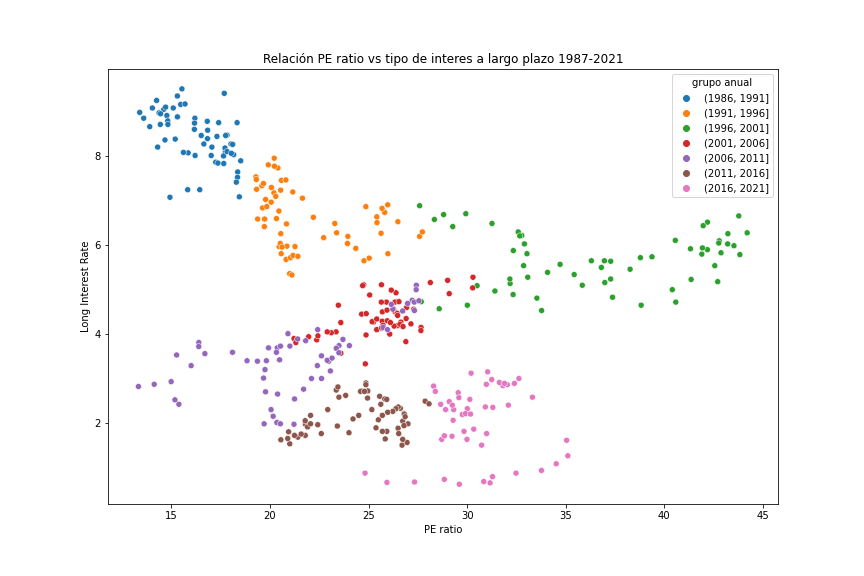 Relación PE ratio vs tipo de interes a largo plazo 1987-2021
grupo anual
(1986, 1991]
(1991, 1996]
(1996, 2001]
(2001, 2006]
(2006, 2011]
(2011, 2016]
(2016, 2021]
Long Interest Rate
8
6
4
2
15 20 25 30 35 40 45
PE ratio